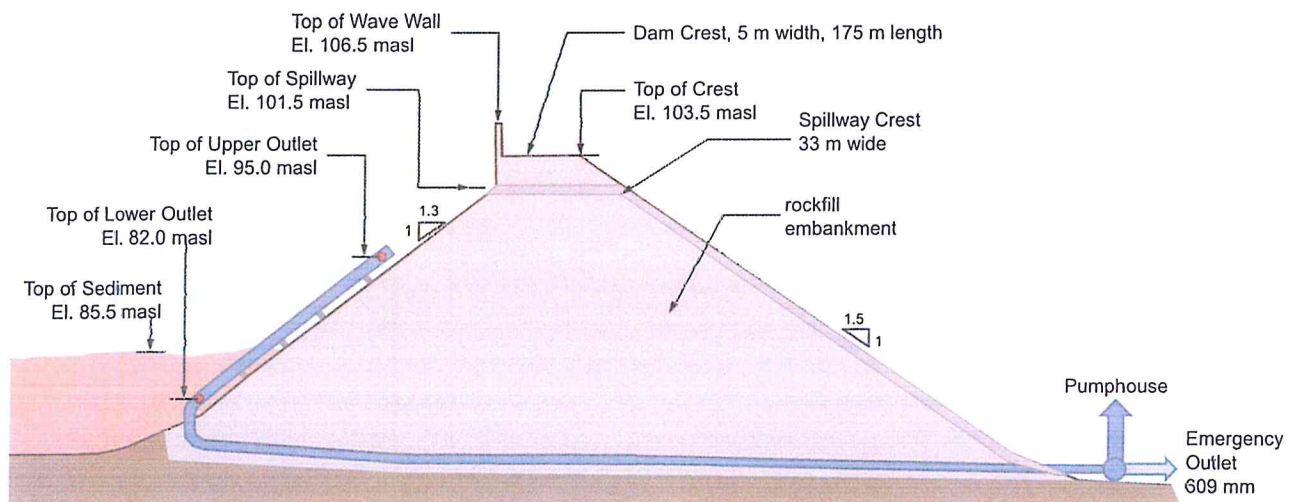 Top of Wave Wall
El. 106.5 masl
Dam Crest, 5 m width, 175 m length
Top of Spillway
El. 101.5 masl
Top of Crest
El. 103.5 masl
Spillway Crest
33 m wide
Top of Upper Outlet
El. 95.0 masl
1.3
1
rockfill
embankment
Top of Lower Outlet
El. 82.0 masl
Top of Sediment
El. 85.5 masl
1.5
1
Pumphouse
Emergency
Outlet
609 mm